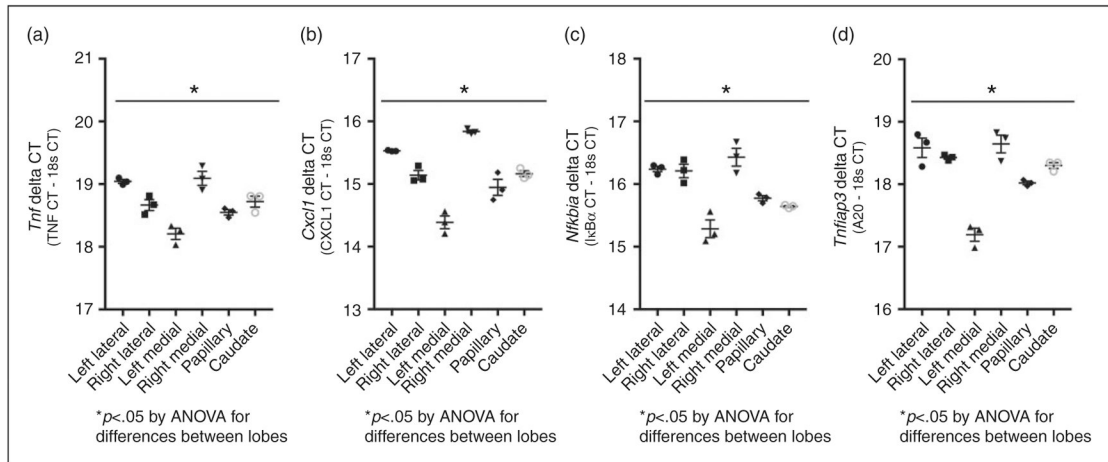 (a)
Tnf delta CT
(TNF CT - 18s CT)
21
20
19
18
17
*
Left lateral
Right lateral
Left medial
Right medial
Papillary
Caudate
*p<.05 by ANOVA for
differences between lobes
(b)
Cxcl1 delta CT
(CXCL1 CT - 18s CT)
17
16
15
14
13
*
Left lateral
Right lateral
Left medial
Right medial
Papillary
Caudate
*p<.05 by ANOVA for
differences between lobes
(c)
Nfkbia delta CT
(IκBα CT - 18s CT)
18
17
16
15
14
*
Left lateral
Right lateral
Left medial
Right medial
Papillary
Caudate
*p<.05 by ANOVA for
differences between lobes
(d)
Tnfiap3 delta CT
(A20 - 18s CT)
20
19
18
17
16
*
Left lateral
Right lateral
Left medial
Right medial
Papillary
Caudate
*p<.05 by ANOVA for
differences between lobes